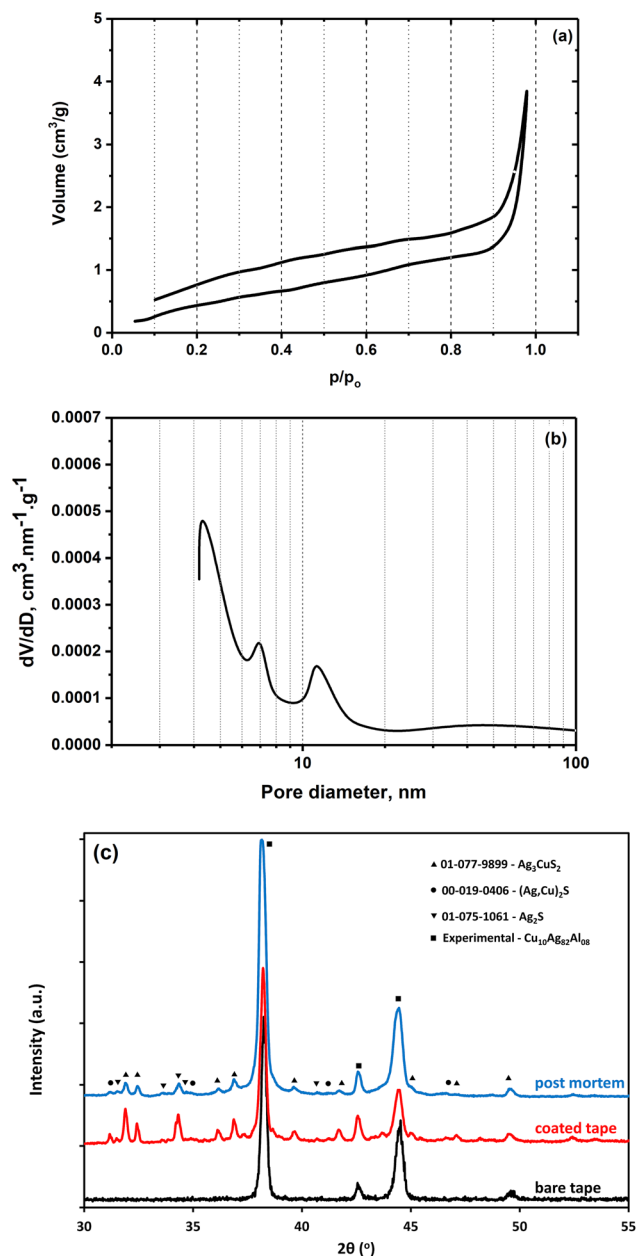 (a)
Volume (cm³/g)
5
4
3
2
1
0
0.0 0.2 0.4 0.6 0.8 1.0
p/pₒ
(b)
dV/dD, cm³.nm⁻¹.g⁻¹
0.0007
0.0006
0.0005
0.0004
0.0003
0.0002
0.0001
0.0000
10 100
Pore diameter, nm
(c)
▲ 01-077-9899 - Ag₃CuS₂
● 00-019-0406 - (Ag,Cu)₂S
▼ 01-075-1061 - Ag₂S
■ Experimental - Cu₁₀Ag₈₂Al₀₈
Intensity (a.u.)
post mortem
coated tape
bare tape
30 35 40 45 50 55
2θ (º)